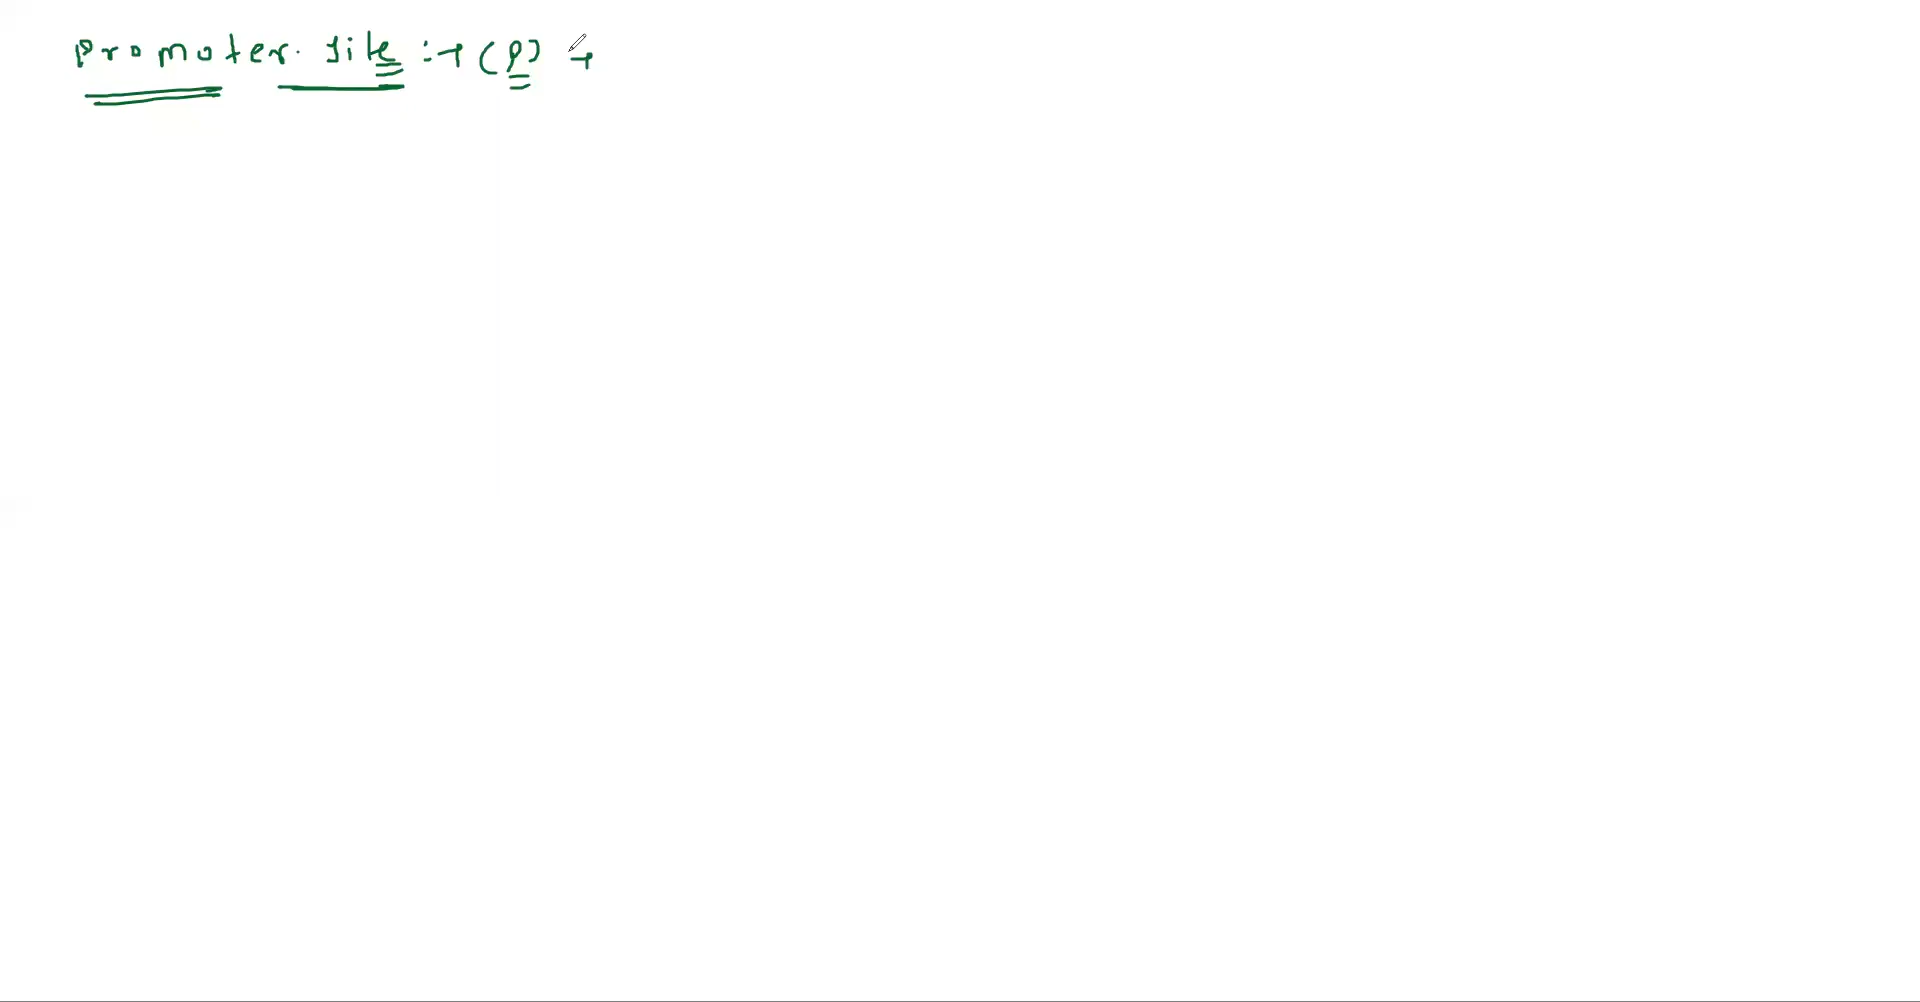 Promoter site :→ (P) →